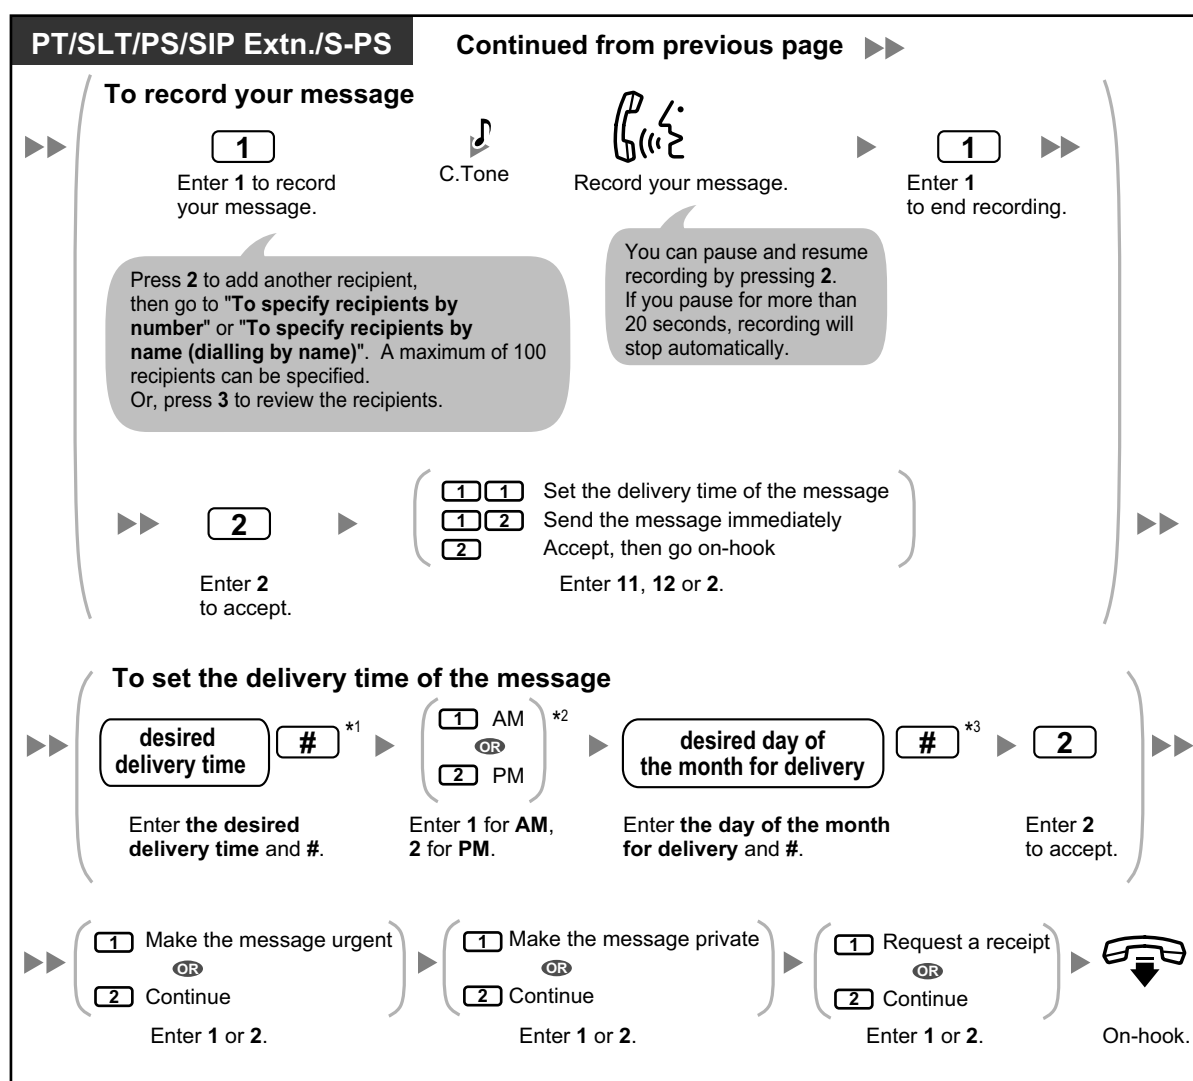 PT/SLT/PS/SIP Extn./S-PS
Continued from previous page
To record your message
1
Enter 1 to record
your message.
C.Tone
Record your message.
1
Enter 1
to end recording.
Press 2 to add another recipient,
then go to "To specify recipients by
number" or "To specify recipients by
name (dialling by name)". A maximum of 100
recipients can be specified.
Or, press 3 to review the recipients.
You can pause and resume
recording by pressing 2.
If you pause for more than
20 seconds, recording will
stop automatically.
2
Enter 2
to accept.
1 1 Set the delivery time of the message
1 2 Send the message immediately
2 Accept, then go on-hook
Enter 11, 12 or 2.
To set the delivery time of the message
desired
delivery time
# *1
Enter the desired
delivery time and #.
1 AM *2
OR
2 PM
Enter 1 for AM,
2 for PM.
desired day of
the month for delivery
# *3
Enter the day of the month
for delivery and #.
2
Enter 2
to accept.
1 Make the message urgent
OR
2 Continue
Enter 1 or 2.
1 Make the message private
OR
2 Continue
Enter 1 or 2.
1 Request a receipt
OR
2 Continue
Enter 1 or 2.
On-hook.